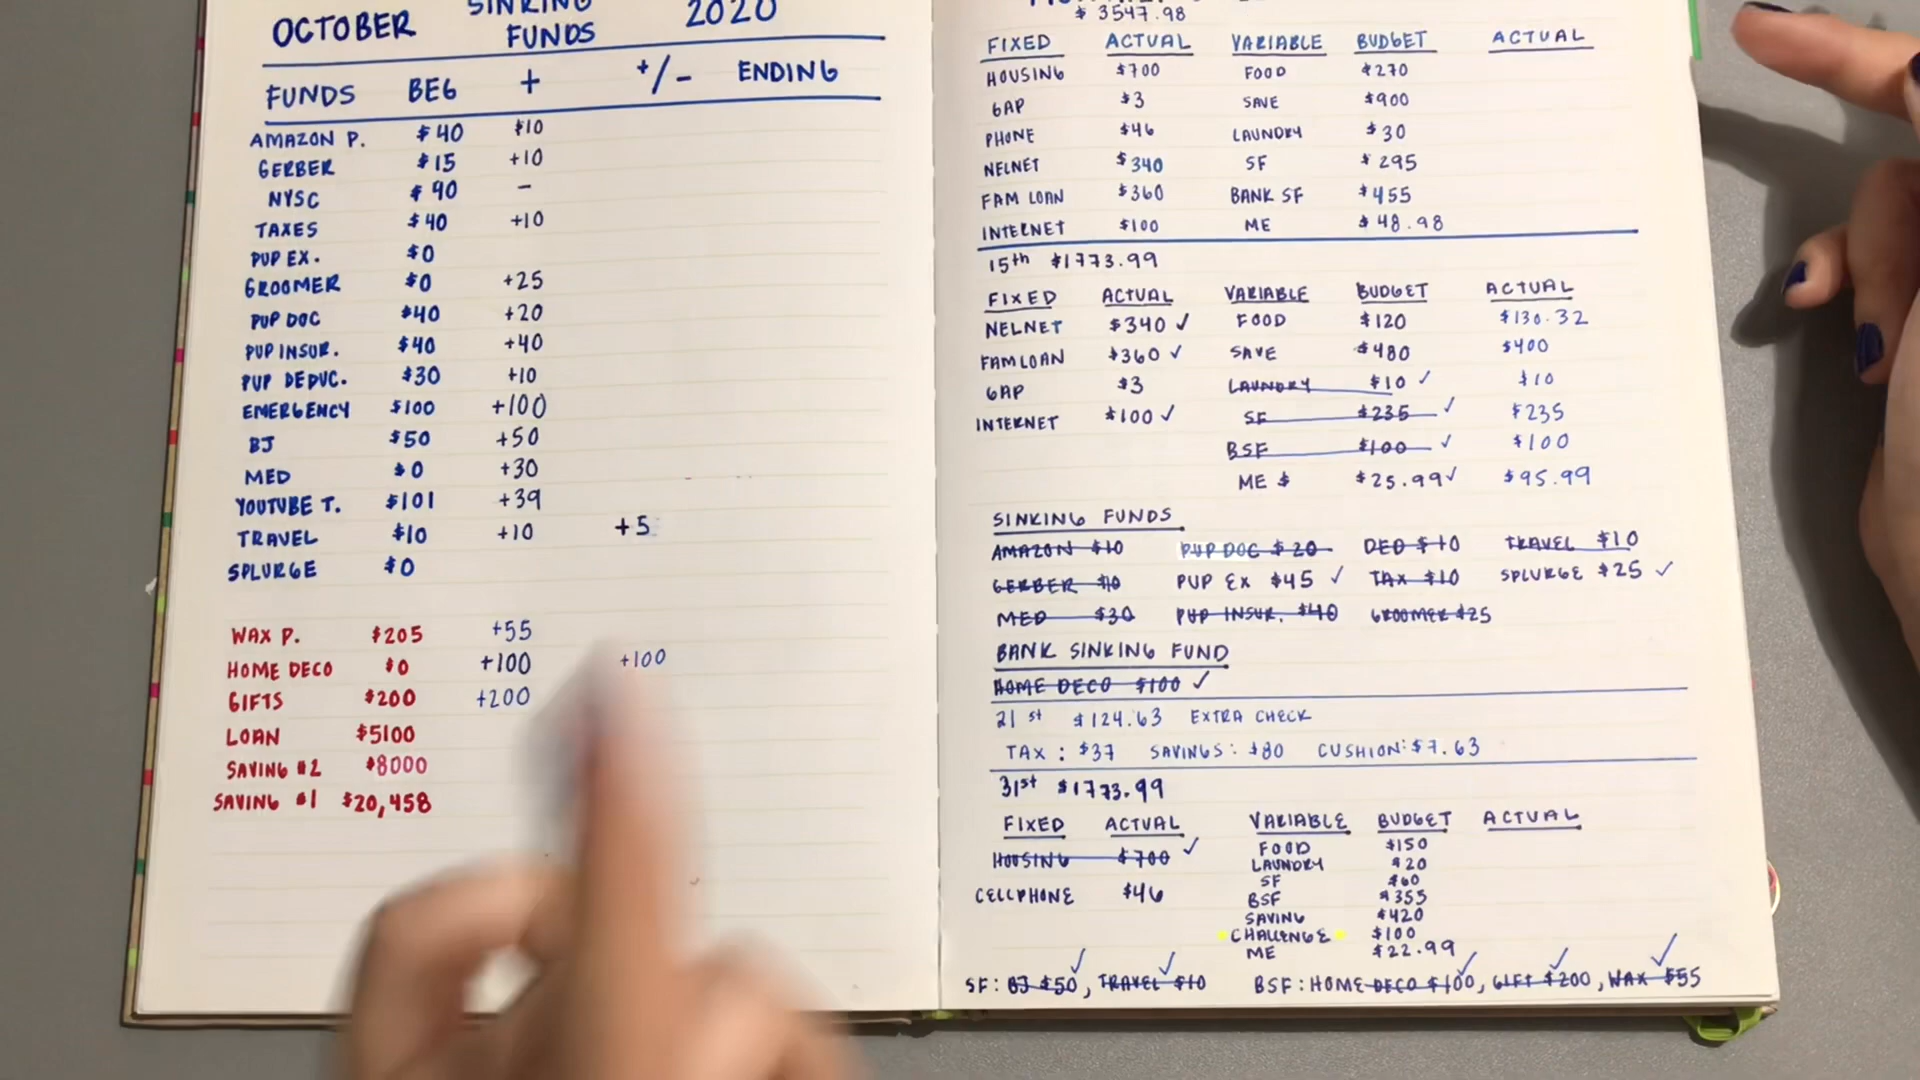 OCTOBER SINKING FUNDS 2020
FUNDS BEG + +/- ENDING
AMAZON P. $40 $10
GERBER $15 +10
NYSC $90 -
TAXES $40 +10
PUP EX. $0
GROOMER $0 +25
PUP DOC $40 +20
PUP INSUR. $40 +40
PUP DEDUC. $30 +10
EMERGENCY $100 +100
BJ $50 +50
MED $0 +30
YOUTUBE T. $101 +39
TRAVEL $10 +10 +5
SPLURGE $0
WAX P. $205 +55
HOME DECO $0 +100 +100
GIFTS $200 +200
LOAN $5100
SAVING #2 $8000
SAVING #1 $20,458
$3547.98
FIXED ACTUAL VARIABLE BUDGET ACTUAL
HOUSING $700 FOOD $270
GAP $3 SAVE $900
PHONE $46 LAUNDRY $30
NELNET $340 SF $295
FAM LOAN $360 BANK SF $455
INTERNET $100 ME $48.98
15th $1773.99
FIXED ACTUAL VARIABLE BUDGET ACTUAL
NELNET $340 ✓ FOOD $120 $130.32
FAM LOAN $360 ✓ SAVE $480 $400
GAP $3 LAUNDRY $10 ✓ $10
INTERNET $100 ✓ SF $235 ✓ $235
BSF $100 ✓ $100
ME $ $25.99 ✓ $95.99
SINKING FUNDS
AMAZON $10 PUP DOC $20 DED $10 TRAVEL $10
GERBER $10 PUP EX $45 ✓ TAX $10 SPLURGE $25 ✓
MED $30 PUP INSUR. $40 GROOMER $25
BANK SINKING FUND
HOME DECO $100 ✓
21st $124.63 EXTRA CHECK
TAX: $37 SAVINGS: $80 CUSHION: $7.63
31st $1773.99
FIXED ACTUAL VARIABLE BUDGET ACTUAL
HOUSING $700 ✓ FOOD $150
LAUNDRY $20
CELLPHONE $46 SF $60
BSF $355
SAVING $420
CHALLENGE $100
ME $22.99
SF: BJ $50 ✓, TRAVEL $10 ✓ BSF: HOME DECO $100 ✓, GIFT $200 ✓, WAX $55 ✓